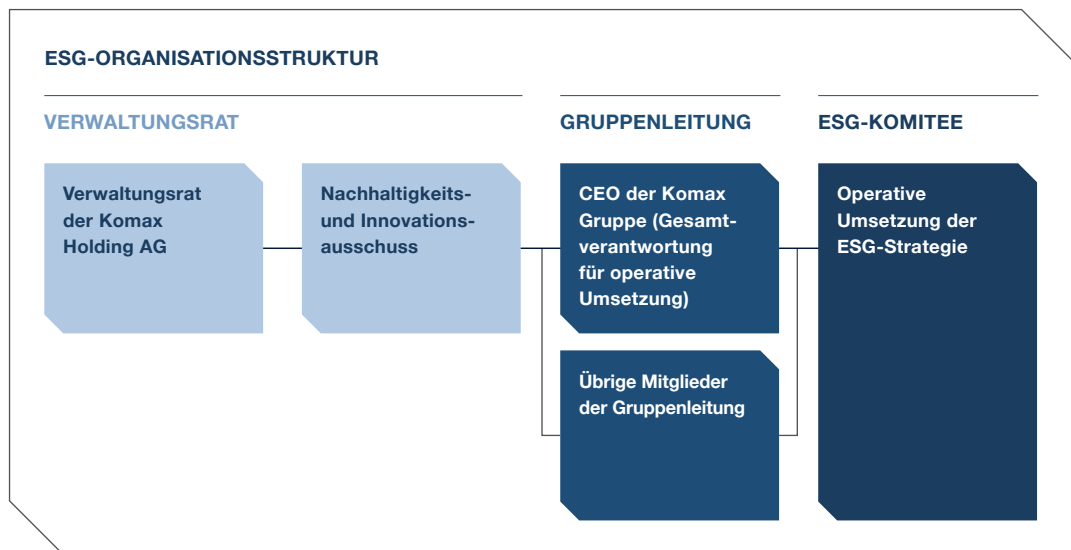 ESG-ORGANISATIONSSTRUKTUR
VERWALTUNGSRAT
Verwaltungsrat
der Komax
Holding AG
Nachhaltigkeits-
und Innovations-
ausschuss
GRUPPENLEITUNG
CEO der Komax
Gruppe (Gesamt-
verantwortung
für operative
Umsetzung)
Übrige Mitglieder
der Gruppenleitung
ESG-KOMITEE
Operative
Umsetzung der
ESG-Strategie